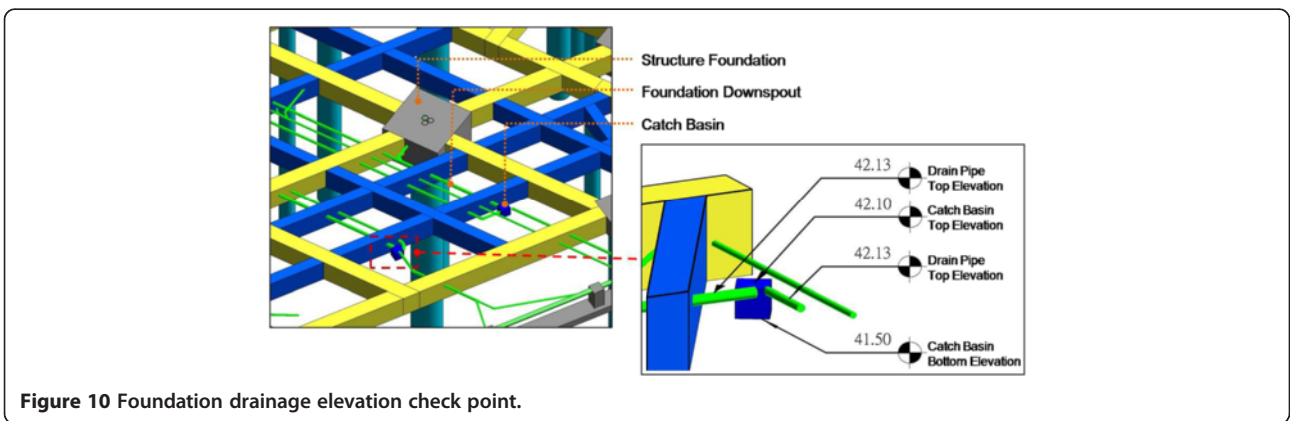 Structure Foundation
Foundation Downspout
Catch Basin
42.13
Drain Pipe
Top Elevation
42.10
Catch Basin
Top Elevation
42.13
Drain Pipe
Top Elevation
41.50
Catch Basin
Bottom Elevation
Figure 10 Foundation drainage elevation check point.